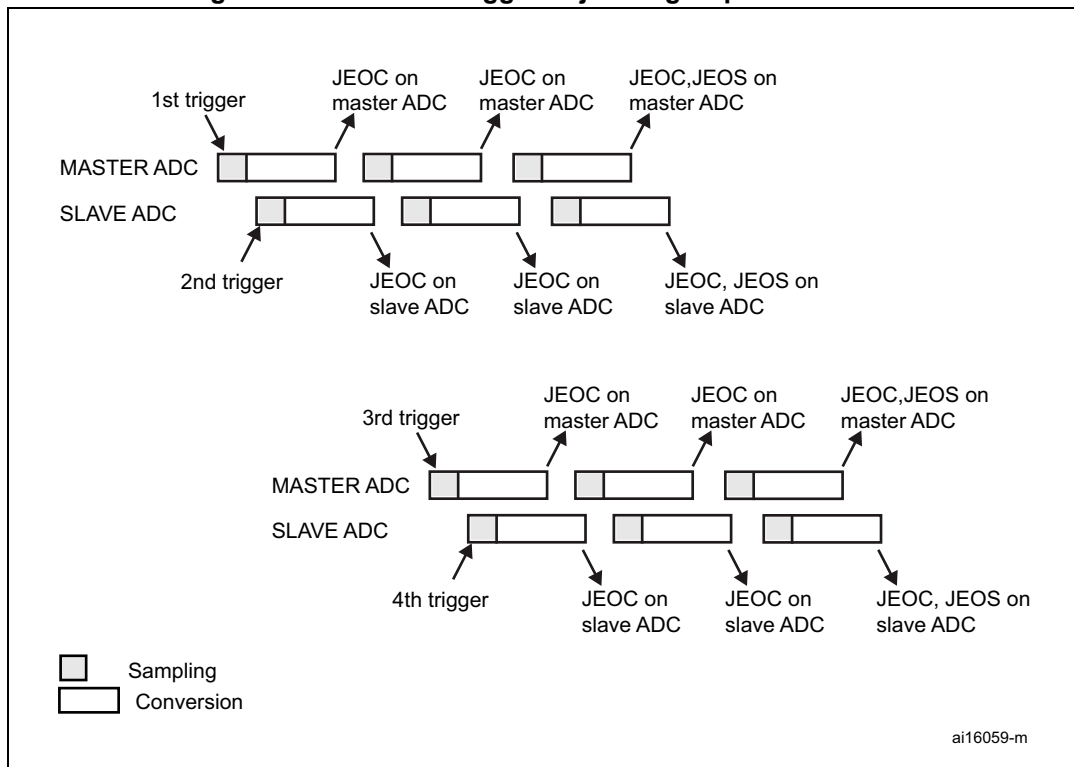 JEOC on
master ADC
JEOC on
master ADC
JEOC,JEOS on
master ADC
1st trigger
MASTER ADC
SLAVE ADC
2nd trigger
JEOC on
slave ADC
JEOC on
slave ADC
JEOC, JEOS on
slave ADC
JEOC on
master ADC
JEOC on
master ADC
JEOC,JEOS on
master ADC
3rd trigger
MASTER ADC
SLAVE ADC
4th trigger
JEOC on
slave ADC
JEOC on
slave ADC
JEOC, JEOS on
slave ADC
Sampling
Conversion
ai16059-m